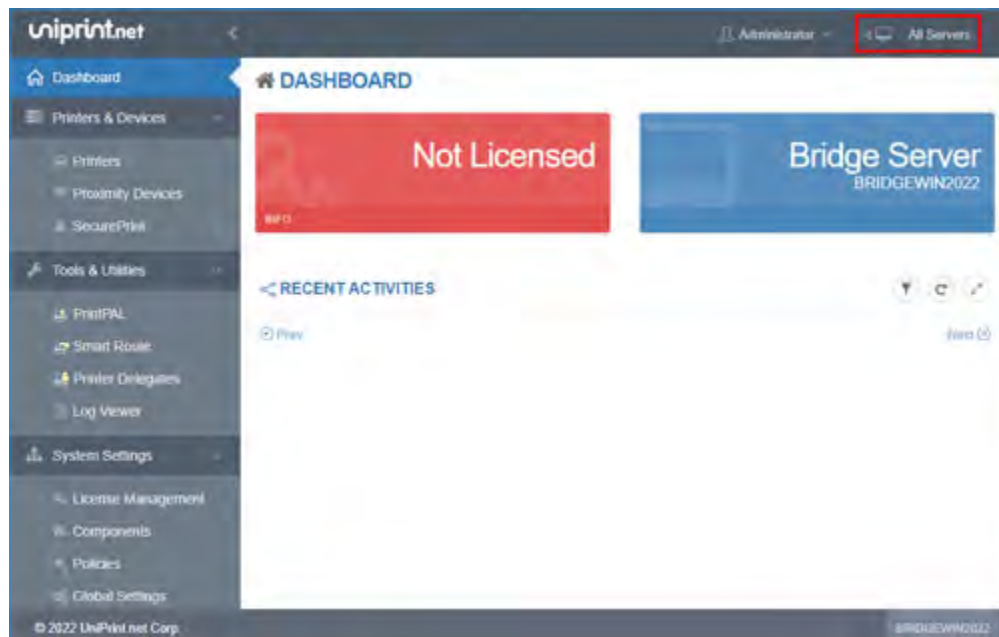 uniprint.net
Administrator
All Servers
Dashboard
DASHBOARD
Printers & Devices
Not Licensed
Bridge Server
BRIDGEWIN2022
Printers
Proximity Devices
INFO
SecurePrint
Tools & Utilities
RECENT ACTIVITIES
PrintPAL
Prev
Next
Smart Route
Printer Delegates
Log Viewer
System Settings
License Management
Components
Policies
Global Settings
© 2022 UniPrint.net Corp.
BRIDGEWIN2022